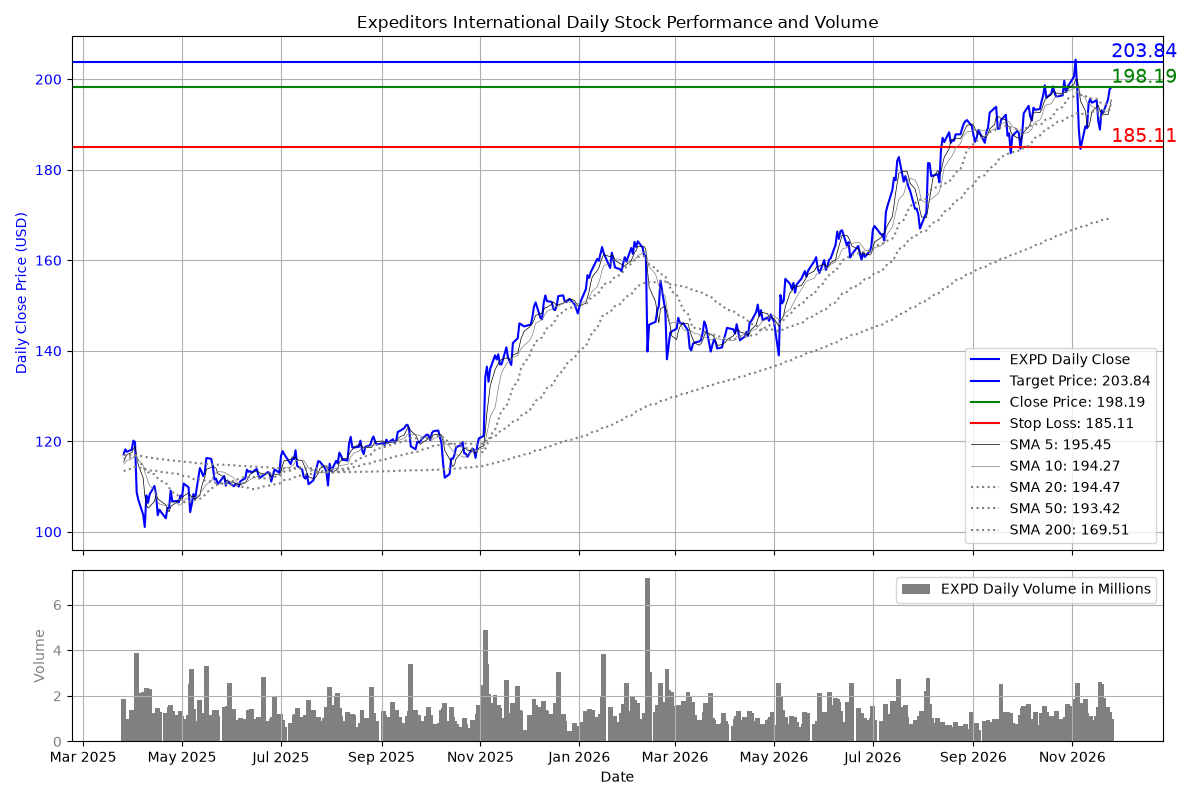 Expeditors International Daily Stock Performance and Volume
203.84
198.19
185.11
200
180
160
140
120
100
Daily Close Price (USD)
EXPD Daily Close
Target Price: 203.84
Close Price: 198.19
Stop Loss: 185.11
SMA 5: 195.45
SMA 10: 194.27
SMA 20: 194.47
SMA 50: 193.42
SMA 200: 169.51
EXPD Daily Volume in Millions
6
4
2
0
Volume
Mar 2025 May 2025 Jul 2025 Sep 2025 Nov 2025 Jan 2026 Mar 2026 May 2026 Jul 2026 Sep 2026 Nov 2026
Date